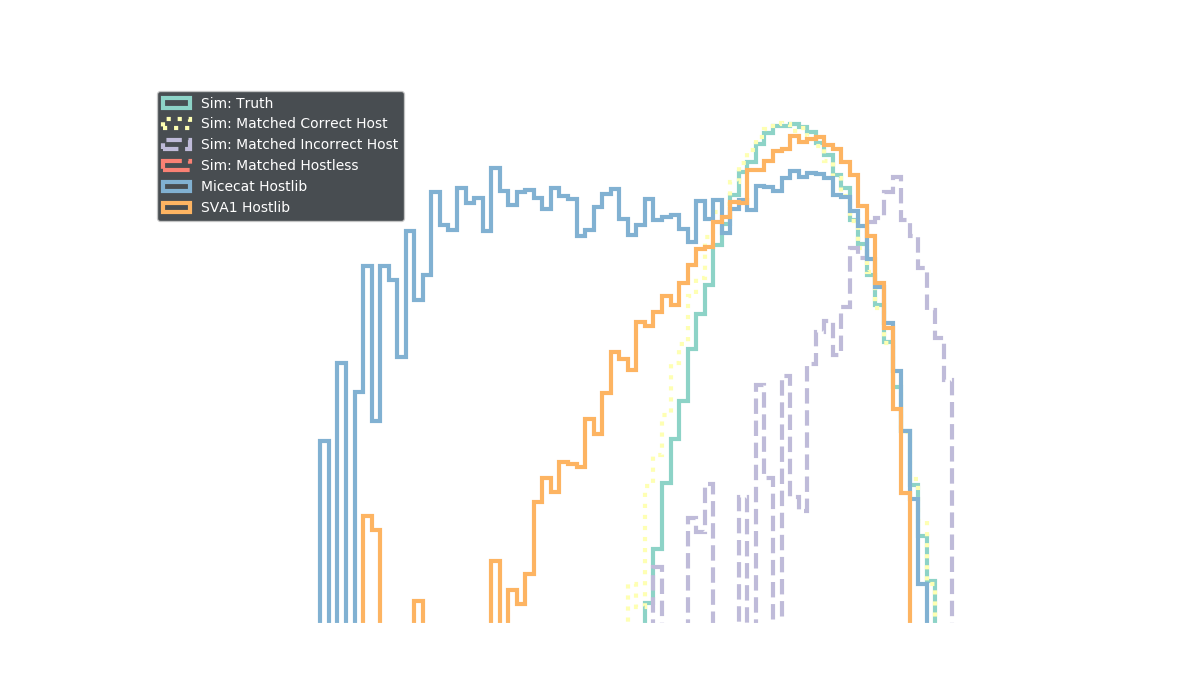 Sim: Truth
Sim: Matched Correct Host
Sim: Matched Incorrect Host
Sim: Matched Hostless
Micecat Hostlib
SVA1 Hostlib